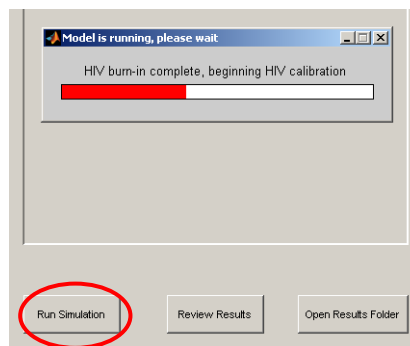 Model is running, please wait
HIV burn-in complete, beginning HIV calibration
Run Simulation
Review Results
Open Results Folder